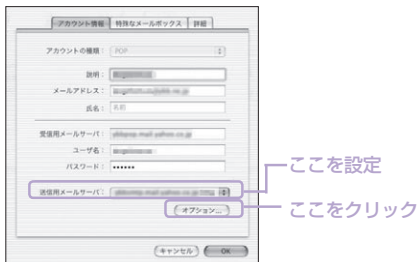 アカウント情報 特殊なメールボックス 詳細
アカウントの種類： POP
説明：
メールアドレス：
氏名： 名前
受信用メールサーバ：
ユーザ名：
パスワード： ••••••
送信用メールサーバ：
ここを設定
オプション...
ここをクリック
キャンセル OK